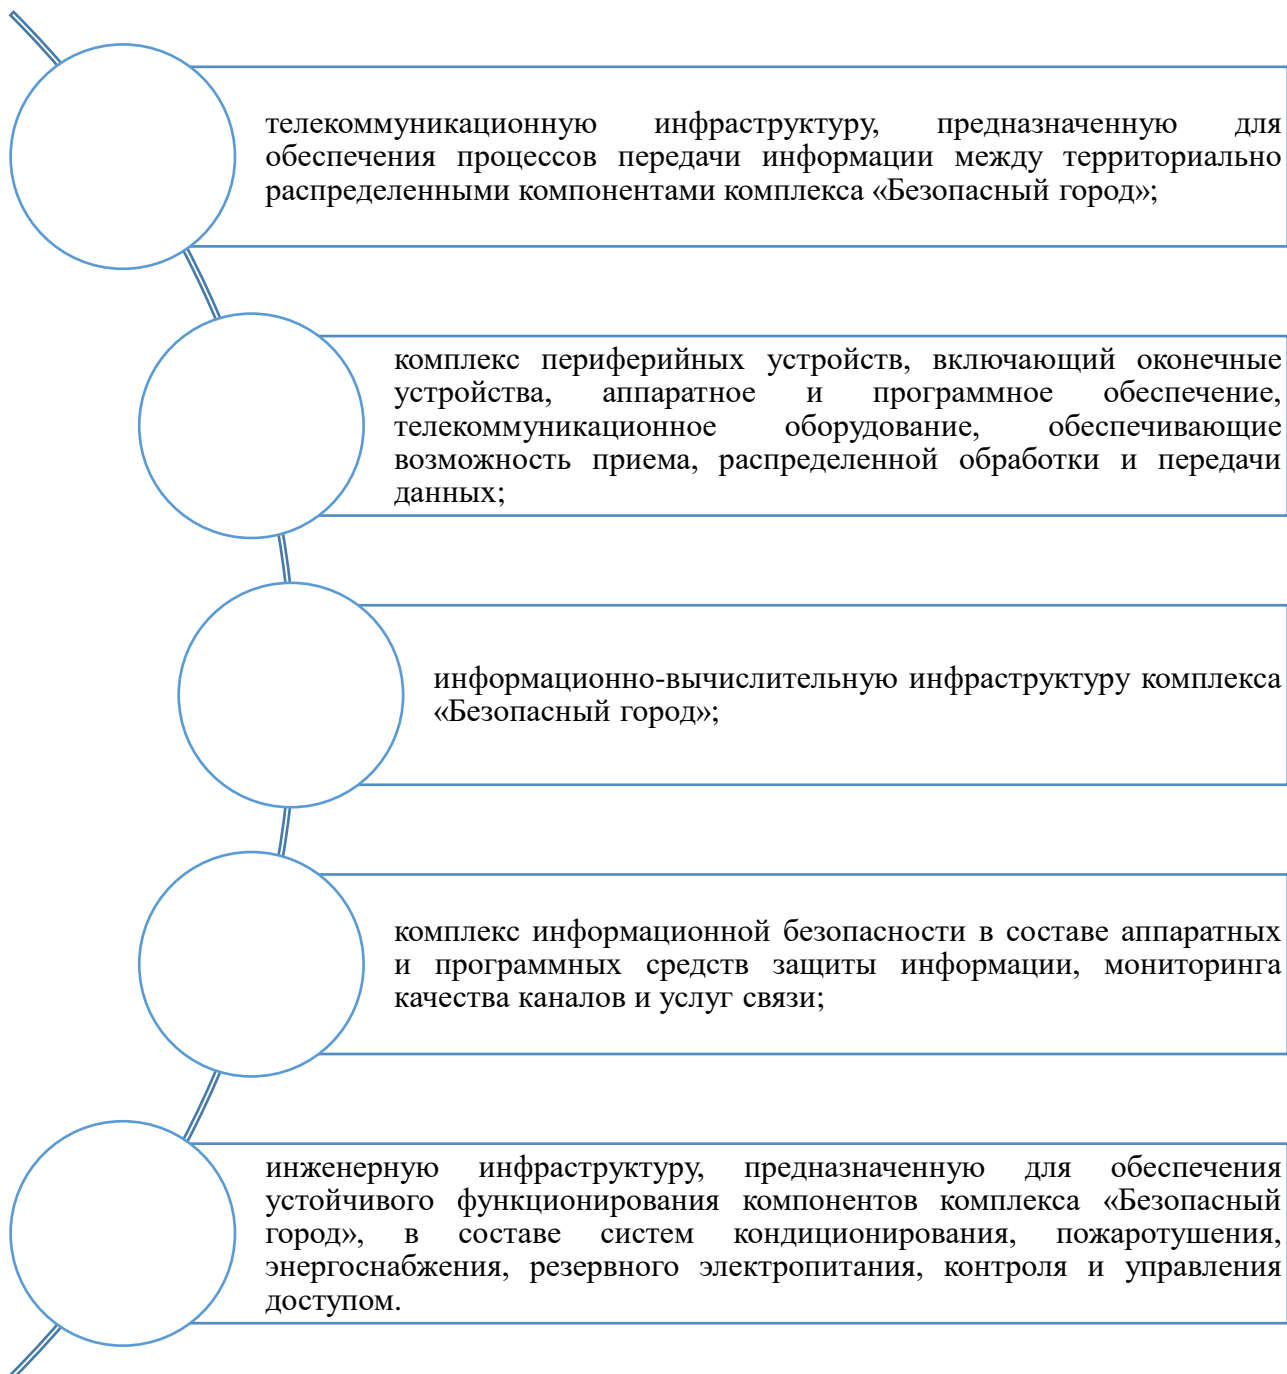 телекоммуникационную инфраструктуру, предназначенную для
обеспечения процессов передачи информации между территориально
распределенными компонентами комплекса «Безопасный город»;
комплекс периферийных устройств, включающий оконечные
устройства, аппаратное и программное обеспечение,
телекоммуникационное оборудование, обеспечивающие
возможность приема, распределенной обработки и передачи
данных;
информационно-вычислительную инфраструктуру комплекса
«Безопасный город»;
комплекс информационной безопасности в составе аппаратных
и программных средств защиты информации, мониторинга
качества каналов и услуг связи;
инженерную инфраструктуру, предназначенную для обеспечения
устойчивого функционирования компонентов комплекса «Безопасный
город», в составе систем кондиционирования, пожаротушения,
энергоснабжения, резервного электропитания, контроля и управления
доступом.